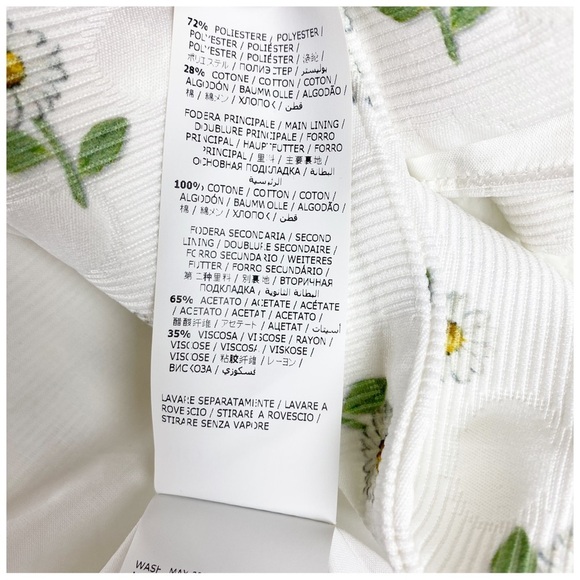 72% POLIESTERE / POLYESTER /
POLYESTER / POLIÉSTER /
POLYESTER / POLIÉSTER / 涤纶 /
ポリエステル / ПОЛИЭСТЕР / بوليستر
28% COTONE / COTTON / COTON /
ALGODÓN / BAUMWOLLE / ALGODÃO /
棉 / 綿メン / ХЛОПОК / قطن
FODERA PRINCIPALE / MAIN LINING /
DOUBLURE PRINCIPALE / FORRO
PRINCIPAL / HAUPTFUTTER / FORRO
PRINCIPAL / 里料 / 主要裏地 /
ОСНОВНАЯ ПОДКЛАДКА / البطانة
الرئيسية
100% COTONE / COTTON / COTON /
ALGODÓN / BAUMWOLLE / ALGODÃO /
棉 / 綿メン / ХЛОПОК / قطن
FODERA SECONDARIA / SECOND
LINING / DOUBLURE SECONDAIRE /
FORRO SECUNDARIO / WEITERES
FUTTER / FORRO SECUNDÁRIO /
第二种里料 / 別裏地 / ВТОРИЧНАЯ
ПОДКЛАДКА / البطانة الثانوية
65% ACETATO / ACETATE / ACÉTATE
/ ACETATO / ACETAT / ACETATO /
醋酸纤维 / アセテート / АЦЕТАТ / أسيتات
35% VISCOSA / VISCOSE / RAYON /
VISCOSE / VISCOSA / VISKOSE /
VISCOSE / 粘胶纤维 / レーヨン /
ВИСКОЗА / فسكوزي
LAVARE SEPARATAMENTE / LAVARE A
ROVESCIO / STIRARE A ROVESCIO /
STIRARE SENZA VAPORE
WASH